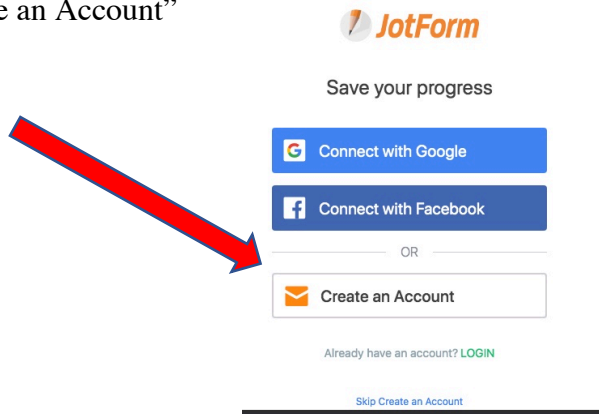 e an Account”
JotForm
Save your progress
Connect with Google
Connect with Facebook
OR
Create an Account
Already have an account? LOGIN
Skip Create an Account